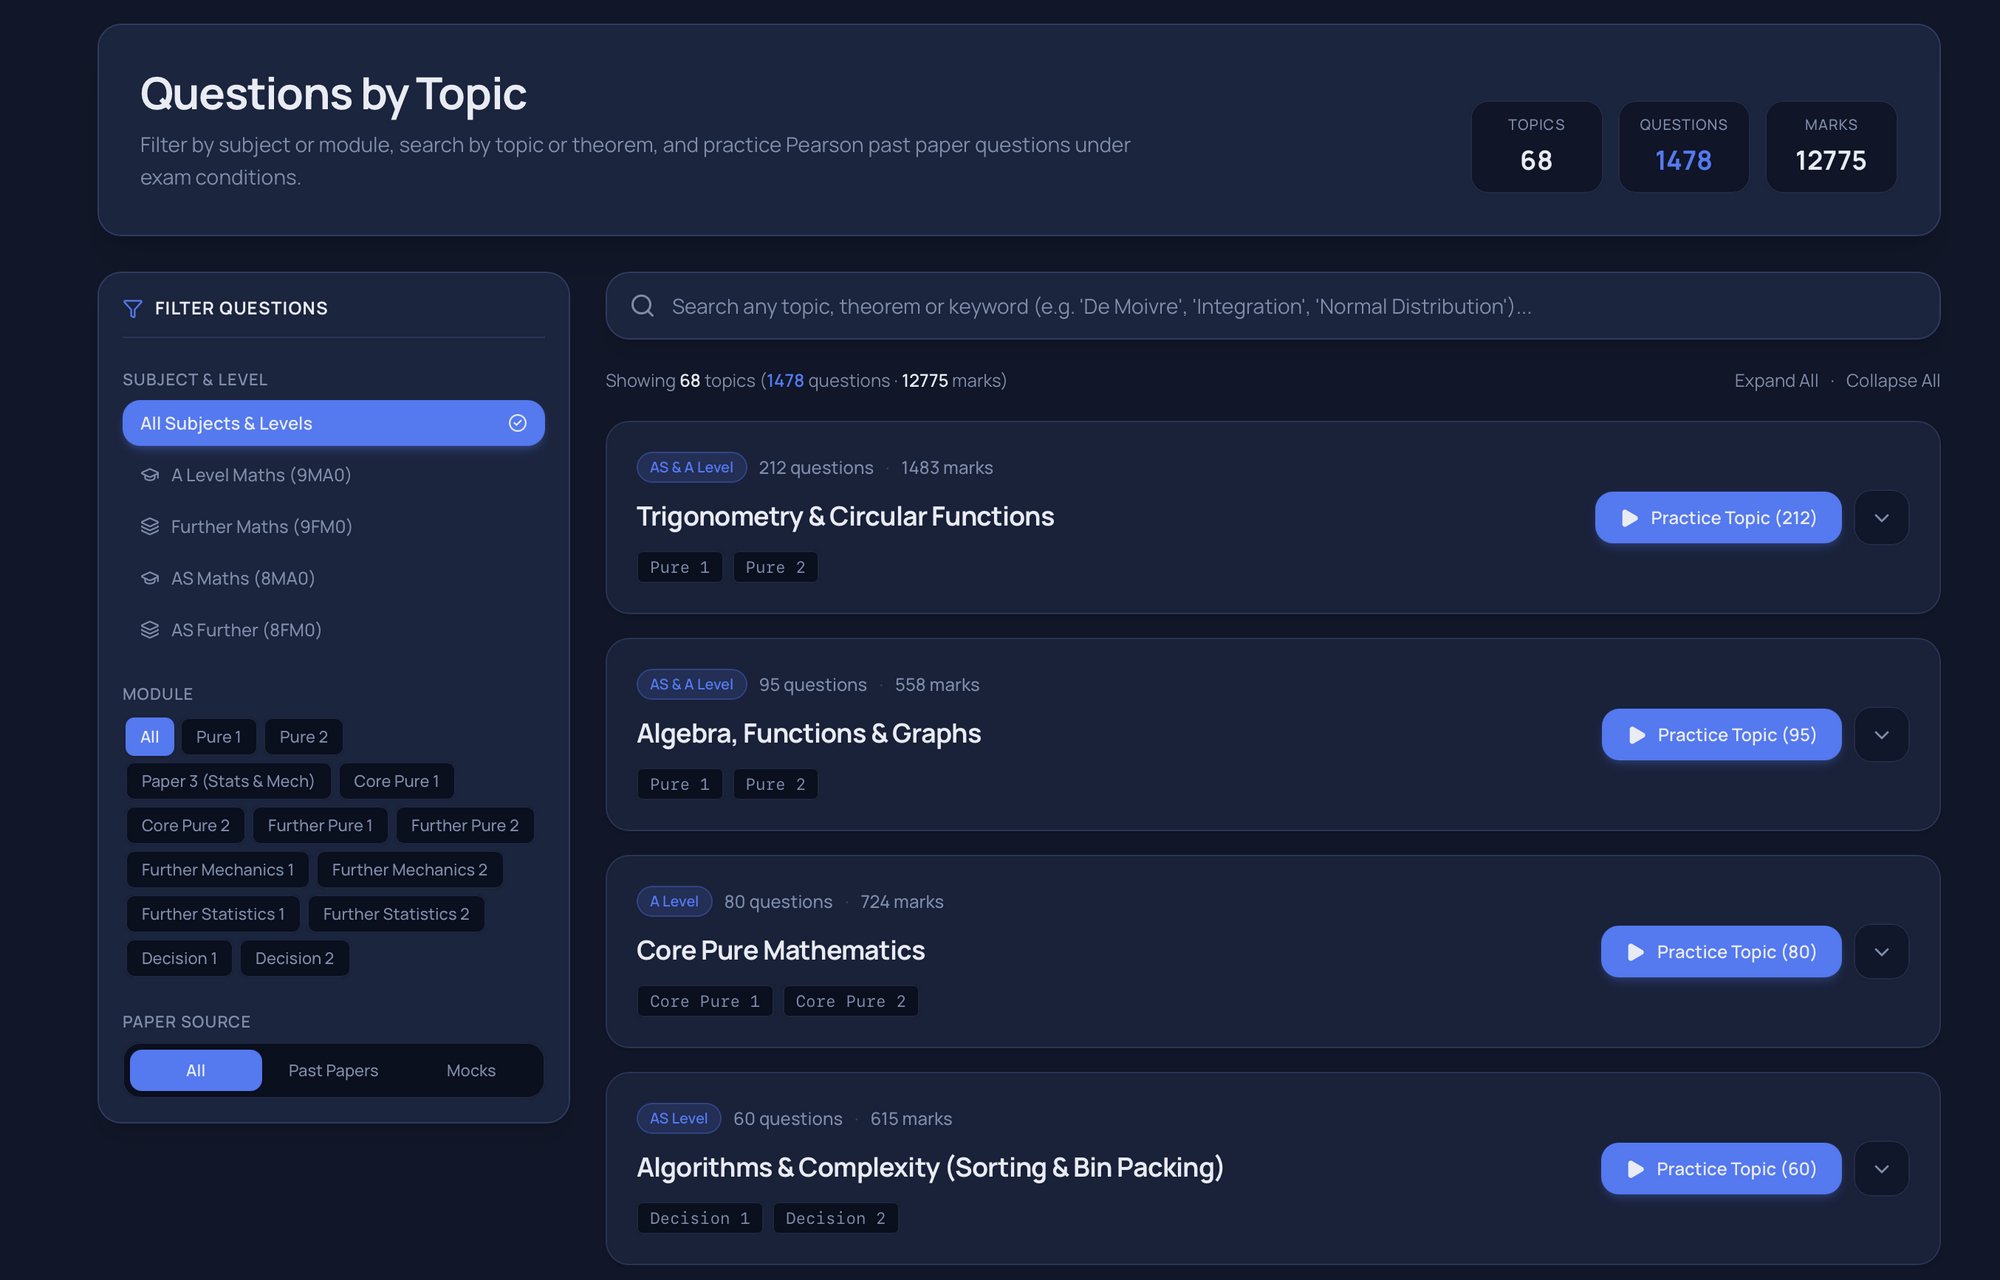 Questions by Topic
Filter by subject or module, search by topic or theorem, and practice Pearson past paper questions under
exam conditions.
TOPICS
68
QUESTIONS
1478
MARKS
12775
FILTER QUESTIONS
SUBJECT & LEVEL
All Subjects & Levels
A Level Maths (9MA0)
Further Maths (9FM0)
AS Maths (8MA0)
AS Further (8FM0)
MODULE
All
Pure 1
Pure 2
Paper 3 (Stats & Mech)
Core Pure 1
Core Pure 2
Further Pure 1
Further Pure 2
Further Mechanics 1
Further Mechanics 2
Further Statistics 1
Further Statistics 2
Decision 1
Decision 2
PAPER SOURCE
All
Past Papers
Mocks
Search any topic, theorem or keyword (e.g. 'De Moivre', 'Integration', 'Normal Distribution')...
Showing 68 topics (1478 questions · 12775 marks)
Expand All · Collapse All
AS & A Level 212 questions · 1483 marks
Trigonometry & Circular Functions
Pure 1
Pure 2
Practice Topic (212)
AS & A Level 95 questions · 558 marks
Algebra, Functions & Graphs
Pure 1
Pure 2
Practice Topic (95)
A Level 80 questions · 724 marks
Core Pure Mathematics
Core Pure 1
Core Pure 2
Practice Topic (80)
AS Level 60 questions · 615 marks
Algorithms & Complexity (Sorting & Bin Packing)
Decision 1
Decision 2
Practice Topic (60)